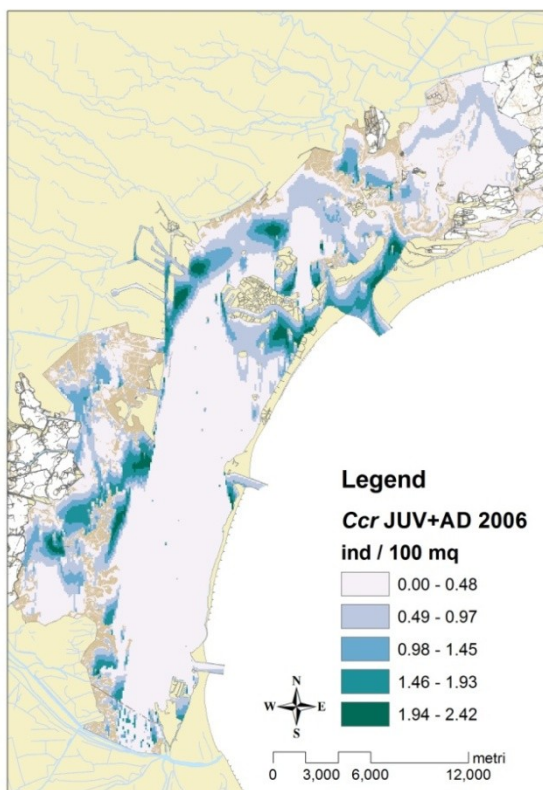 Legend
Ccr JUV+AD 2006
ind / 100 mq
0.00 - 0.48
0.49 - 0.97
0.98 - 1.45
1.46 - 1.93
1.94 - 2.42
N
W E
S
metri
0 3,000 6,000 12,000